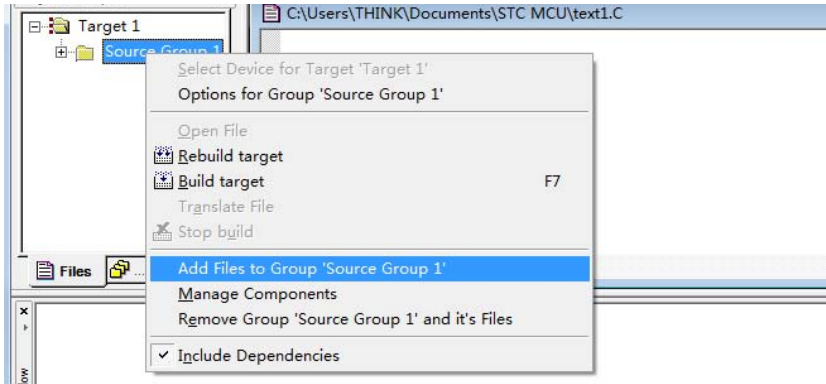 C:\Users\THINK\Documents\STC MCU\text1.C
Target 1
Source Group 1
Select Device for Target 'Target 1'
Options for Group 'Source Group 1'
Open File
Rebuild target
Build target F7
Translate File
Stop build
Add Files to Group 'Source Group 1'
Manage Components
Remove Group 'Source Group 1' and it's Files
Include Dependencies
Files
...